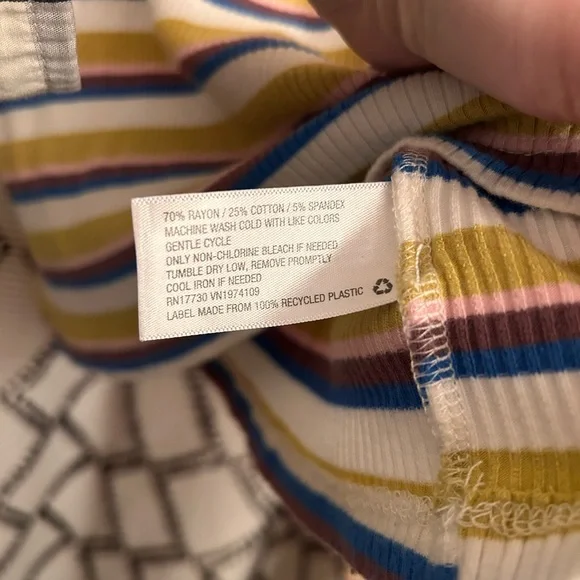 70% RAYON / 25% COTTON / 5% SPANDEX
MACHINE WASH COLD WITH LIKE COLORS
GENTLE CYCLE
ONLY NON-CHLORINE BLEACH IF NEEDED
TUMBLE DRY LOW, REMOVE PROMPTLY
COOL IRON IF NEEDED
RN17730 VN1974109
LABEL MADE FROM 100% RECYCLED PLASTIC